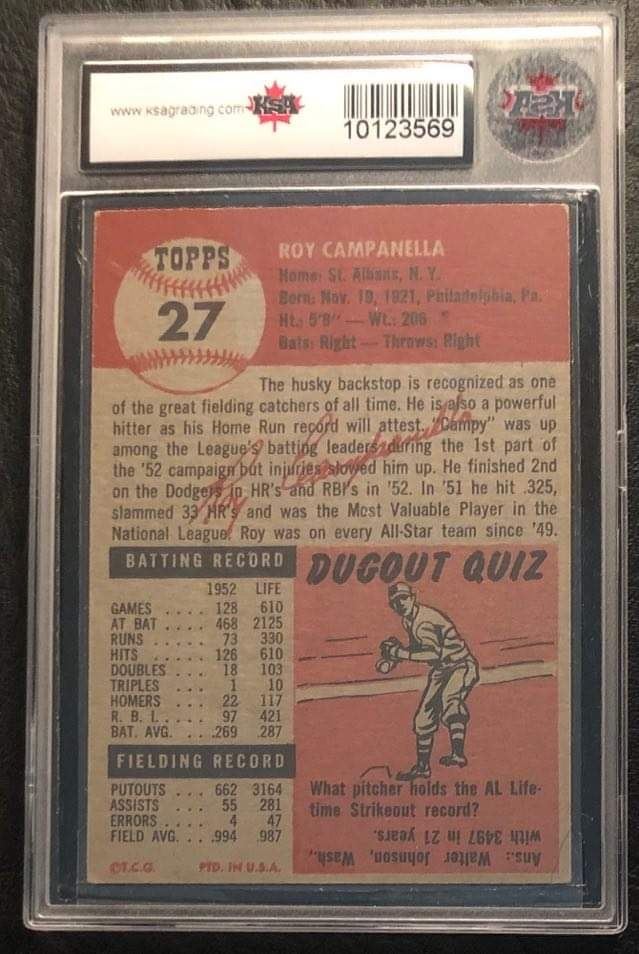 www.ksagrading.com KSA
10123569
KSA
TOPPS
27
ROY CAMPANELLA
Home: St. Albans, N. Y.
Born: Nov. 19, 1921, Philadelphia, Pa.
Ht.: 5'8" — Wt.: 206
Bats: Right — Throws: Right
The husky backstop is recognized as one
of the great fielding catchers of all time. He is also a powerful
hitter as his Home Run record will attest. "Campy" was up
among the League's batting leaders during the 1st part of
the '52 campaign but injuries slowed him up. He finished 2nd
on the Dodgers in HR's and RBI's in '52. In '51 he hit .325,
slammed 33 HR's and was the Most Valuable Player in the
National League. Roy was on every All-Star team since '49.
Roy Campanella
BATTING RECORD
1952 LIFE
GAMES .... 128 610
AT BAT .... 468 2125
RUNS ..... 73 330
HITS ..... 126 610
DOUBLES ... 18 103
TRIPLES ... 1 10
HOMERS ... 22 117
R. B. I. .... 97 421
BAT. AVG. ... .269 .287
FIELDING RECORD
PUTOUTS ... 662 3164
ASSISTS ... 55 281
ERRORS .... 4 47
FIELD AVG. .. .994 .987
©T.C.G. PTD. IN U.S.A.
DUGOUT QUIZ
What pitcher holds the AL Life-
time Strikeout record?
Ans.: Walter Johnson, Wash.,
with 3497 in 21 years.